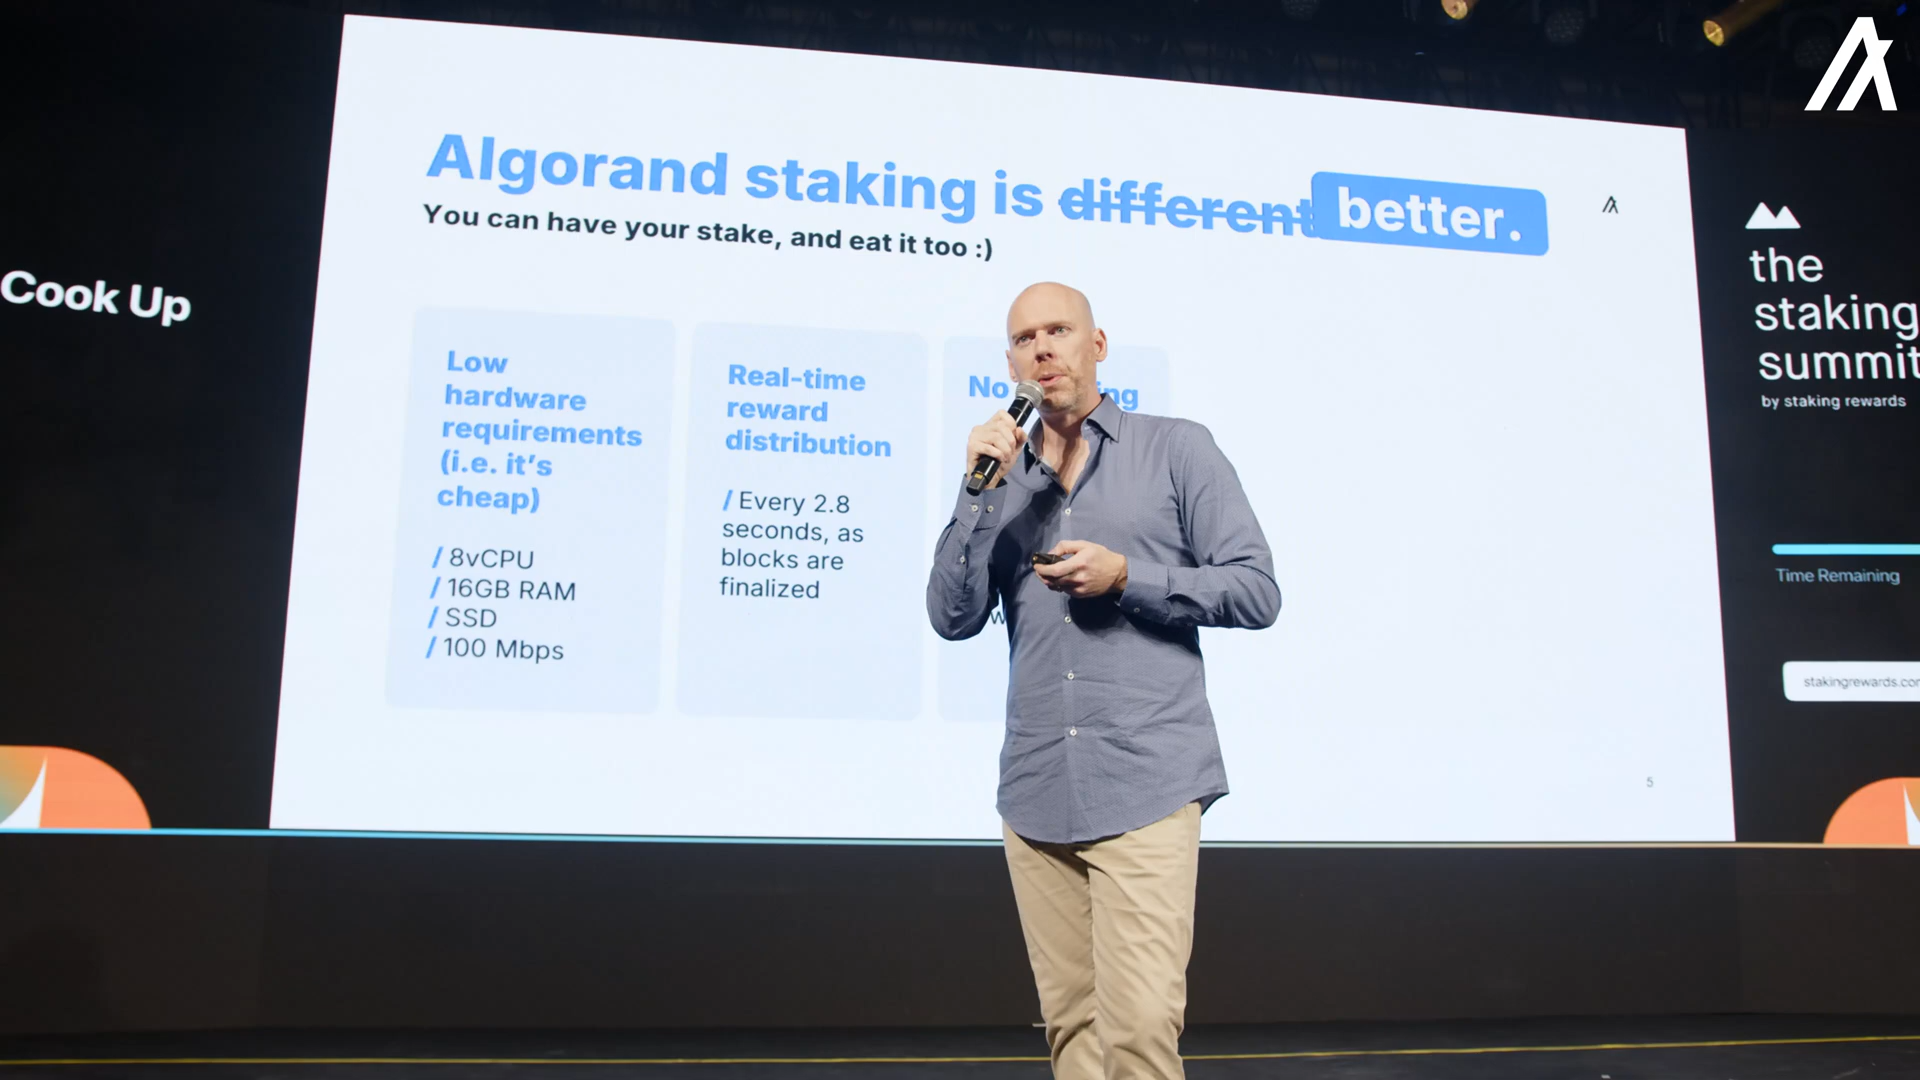 Algorand staking is different better.
You can have your stake, and eat it too :)
Cook Up
Low
hardware
requirements
(i.e. it's
cheap)
/ 8vCPU
/ 16GB RAM
/ SSD
/ 100 Mbps
Real-time
reward
distribution
/ Every 2.8
seconds, as
blocks are
finalized
No
5
the
staking
summit
by staking rewards
Time Remaining